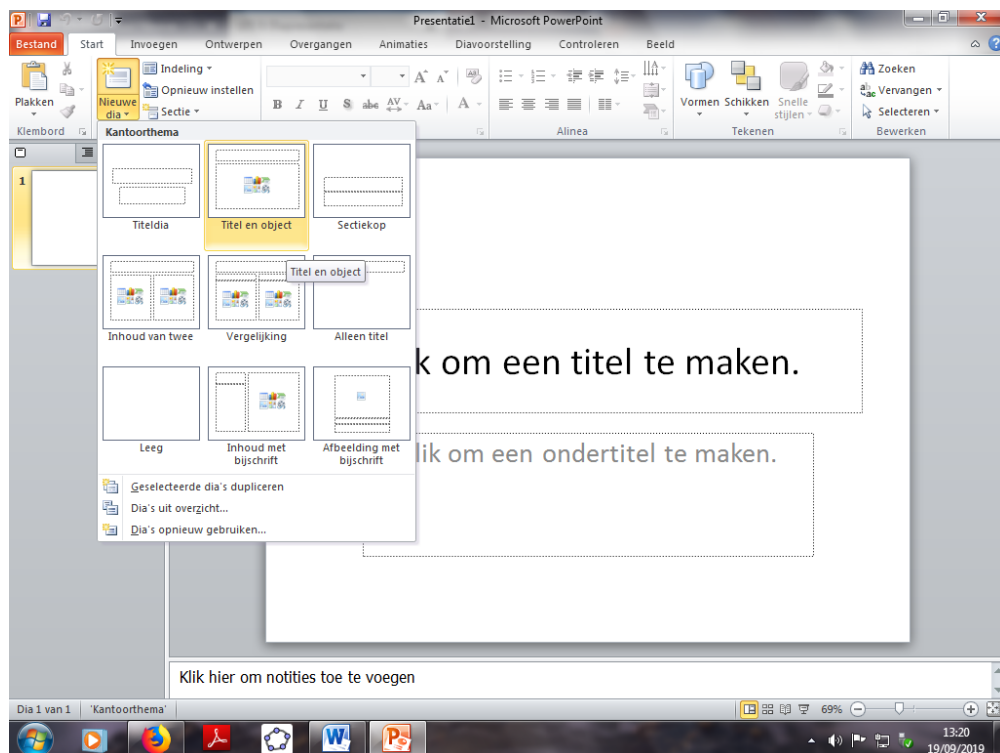 Presentatie1 - Microsoft PowerPoint
Bestand Start Invoegen Ontwerpen Overgangen Animaties Diavoorstelling Controleren Beeld
Plakken
Klembord
Nieuwe
dia
Indeling
Opnieuw instellen
Sectie
B I U S abc AV Aa A
Alinea
Vormen Schikken Snelle
stijlen
Tekenen
Zoeken
Vervangen
Selecteren
Bewerken
Kantoorthema
Titeldia
Titel en object
Sectiekop
Titel en object
Inhoud van twee
Vergelijking
Alleen titel
Leeg
Inhoud met
bijschrift
Afbeelding met
bijschrift
Geselecteerde dia's dupliceren
Dia's uit overzicht...
Dia's opnieuw gebruiken...
1
k om een titel te maken.
lik om een ondertitel te maken.
Klik hier om notities toe te voegen
Dia 1 van 1 'Kantoorthema'
69%
13:20
19/09/2019